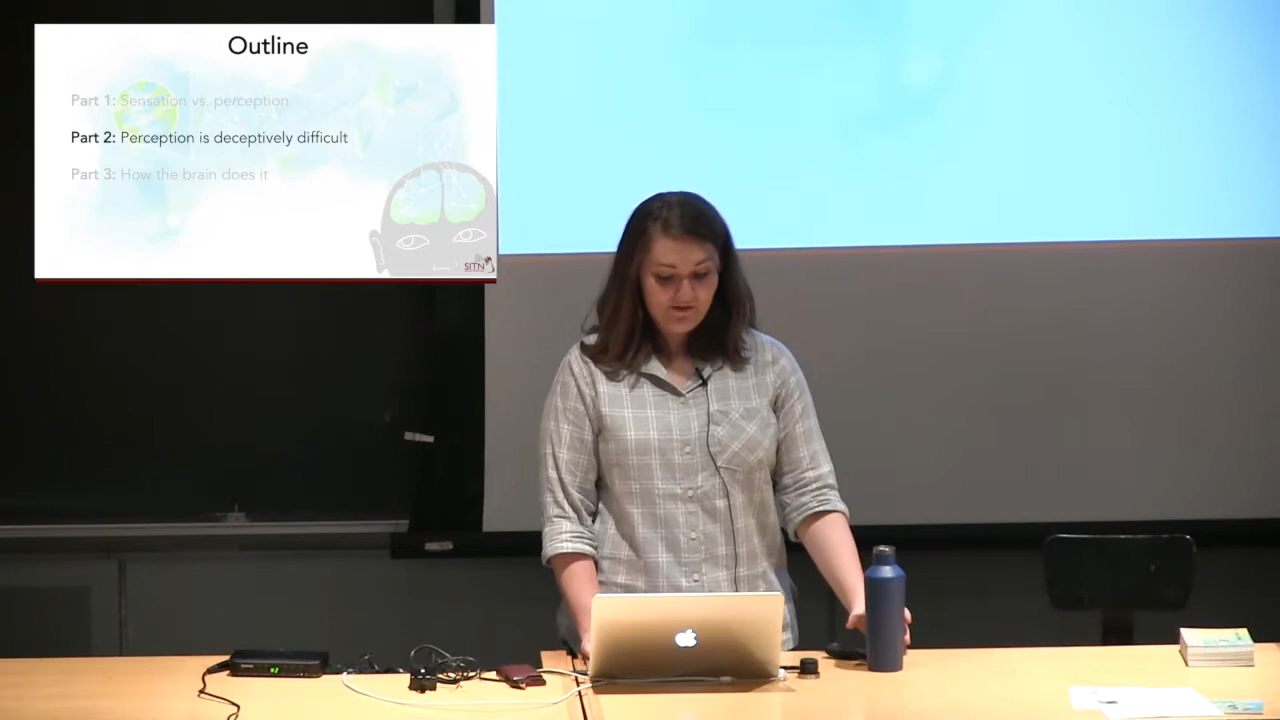 Outline
Part 1: Sensation vs. perception
Part 2: Perception is deceptively difficult
Part 3: How the brain does it
SITN